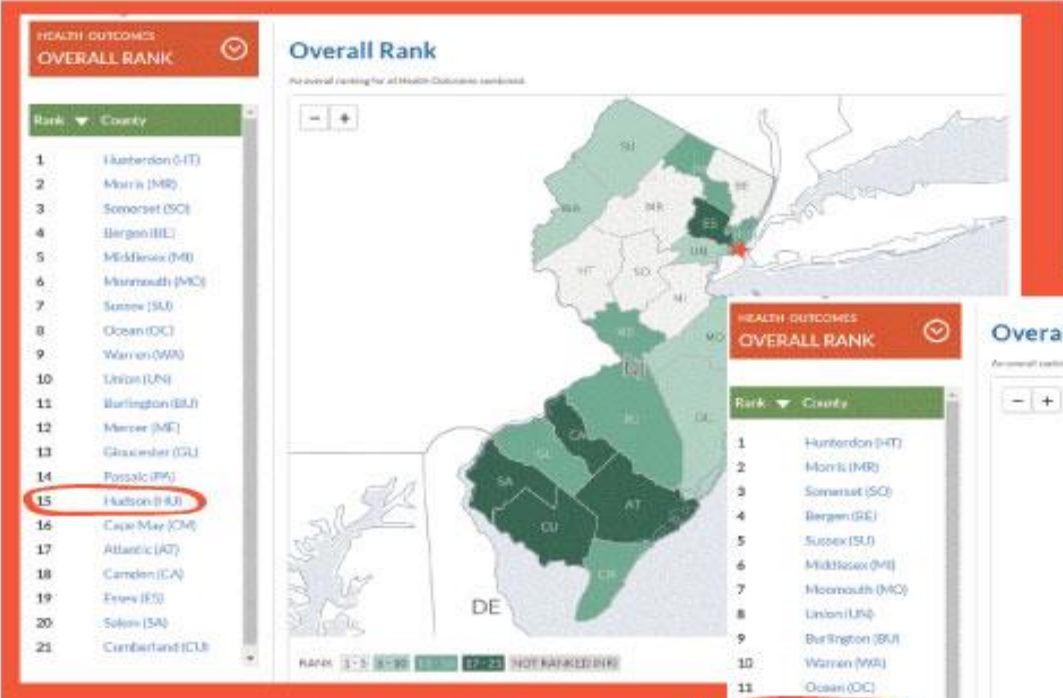 HEALTH OUTCOMES
OVERALL RANK
Rank County
1 Hunterdon (HT)
2 Morris (MR)
3 Somerset (SO)
4 Bergen (BE)
5 Middlesex (MI)
6 Monmouth (MO)
7 Sussex (SU)
8 Ocean (OC)
9 Warren (WA)
10 Union (UN)
11 Burlington (BU)
12 Mercer (ME)
13 Gloucester (GL)
14 Passaic (PA)
15 Hudson (HU)
16 Cape May (CM)
17 Atlantic (AT)
18 Camden (CA)
19 Essex (ES)
20 Salem (SA)
21 Cumberland (CU)
Overall Rank
An overall ranking for all Health Outcomes combined.
− +
SU
BE
WA
MR
ES
UN
HT
SO
MI
ME
MO
NJ
BU
OC
CA
GL
SA
AT
CU
CM
DE
RANK 1 - 5 6 - 10 17 - 21 NOT RANKED (NR)
HEALTH OUTCOMES
OVERALL RANK
Rank County
1 Hunterdon (HT)
2 Morris (MR)
3 Somerset (SO)
4 Bergen (BE)
5 Sussex (SU)
6 Middlesex (MI)
7 Monmouth (MO)
8 Union (UN)
9 Burlington (BU)
10 Warren (WA)
11 Ocean (OC)
Overa
An overall
− +